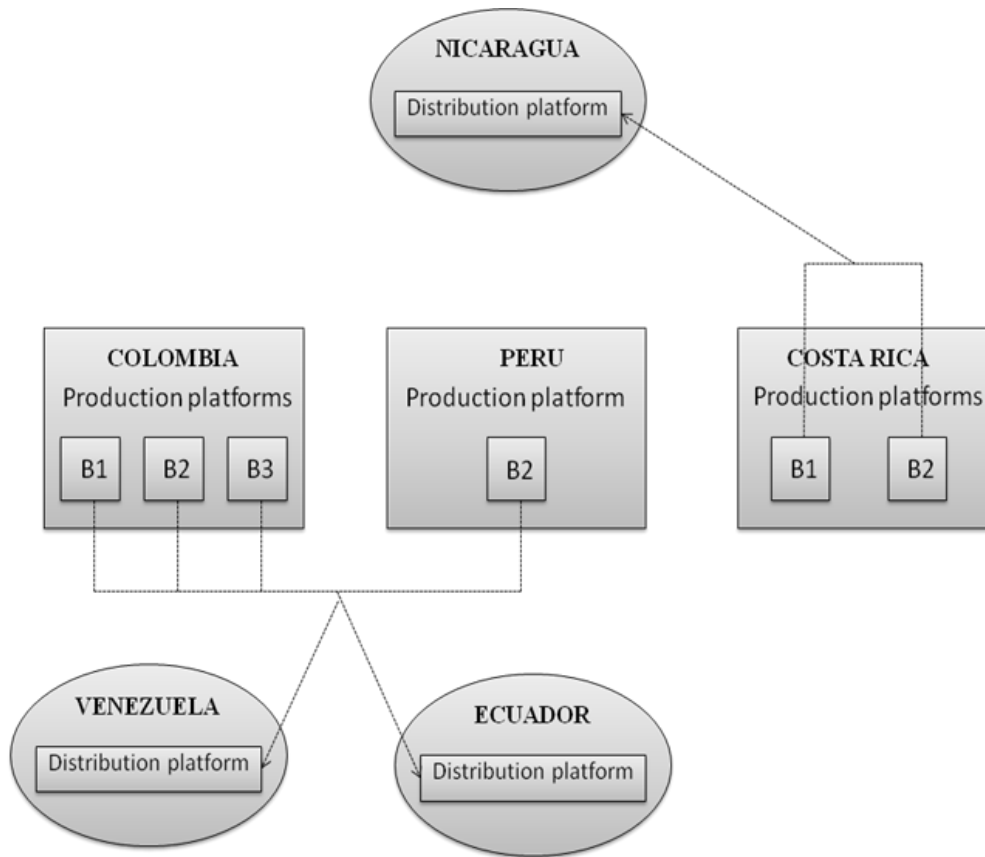 NICARAGUA
Distribution platform
COLOMBIA
Production platforms
B1
B2
B3
PERU
Production platform
B2
COSTA RICA
Production platforms
B1
B2
VENEZUELA
Distribution platform
ECUADOR
Distribution platform